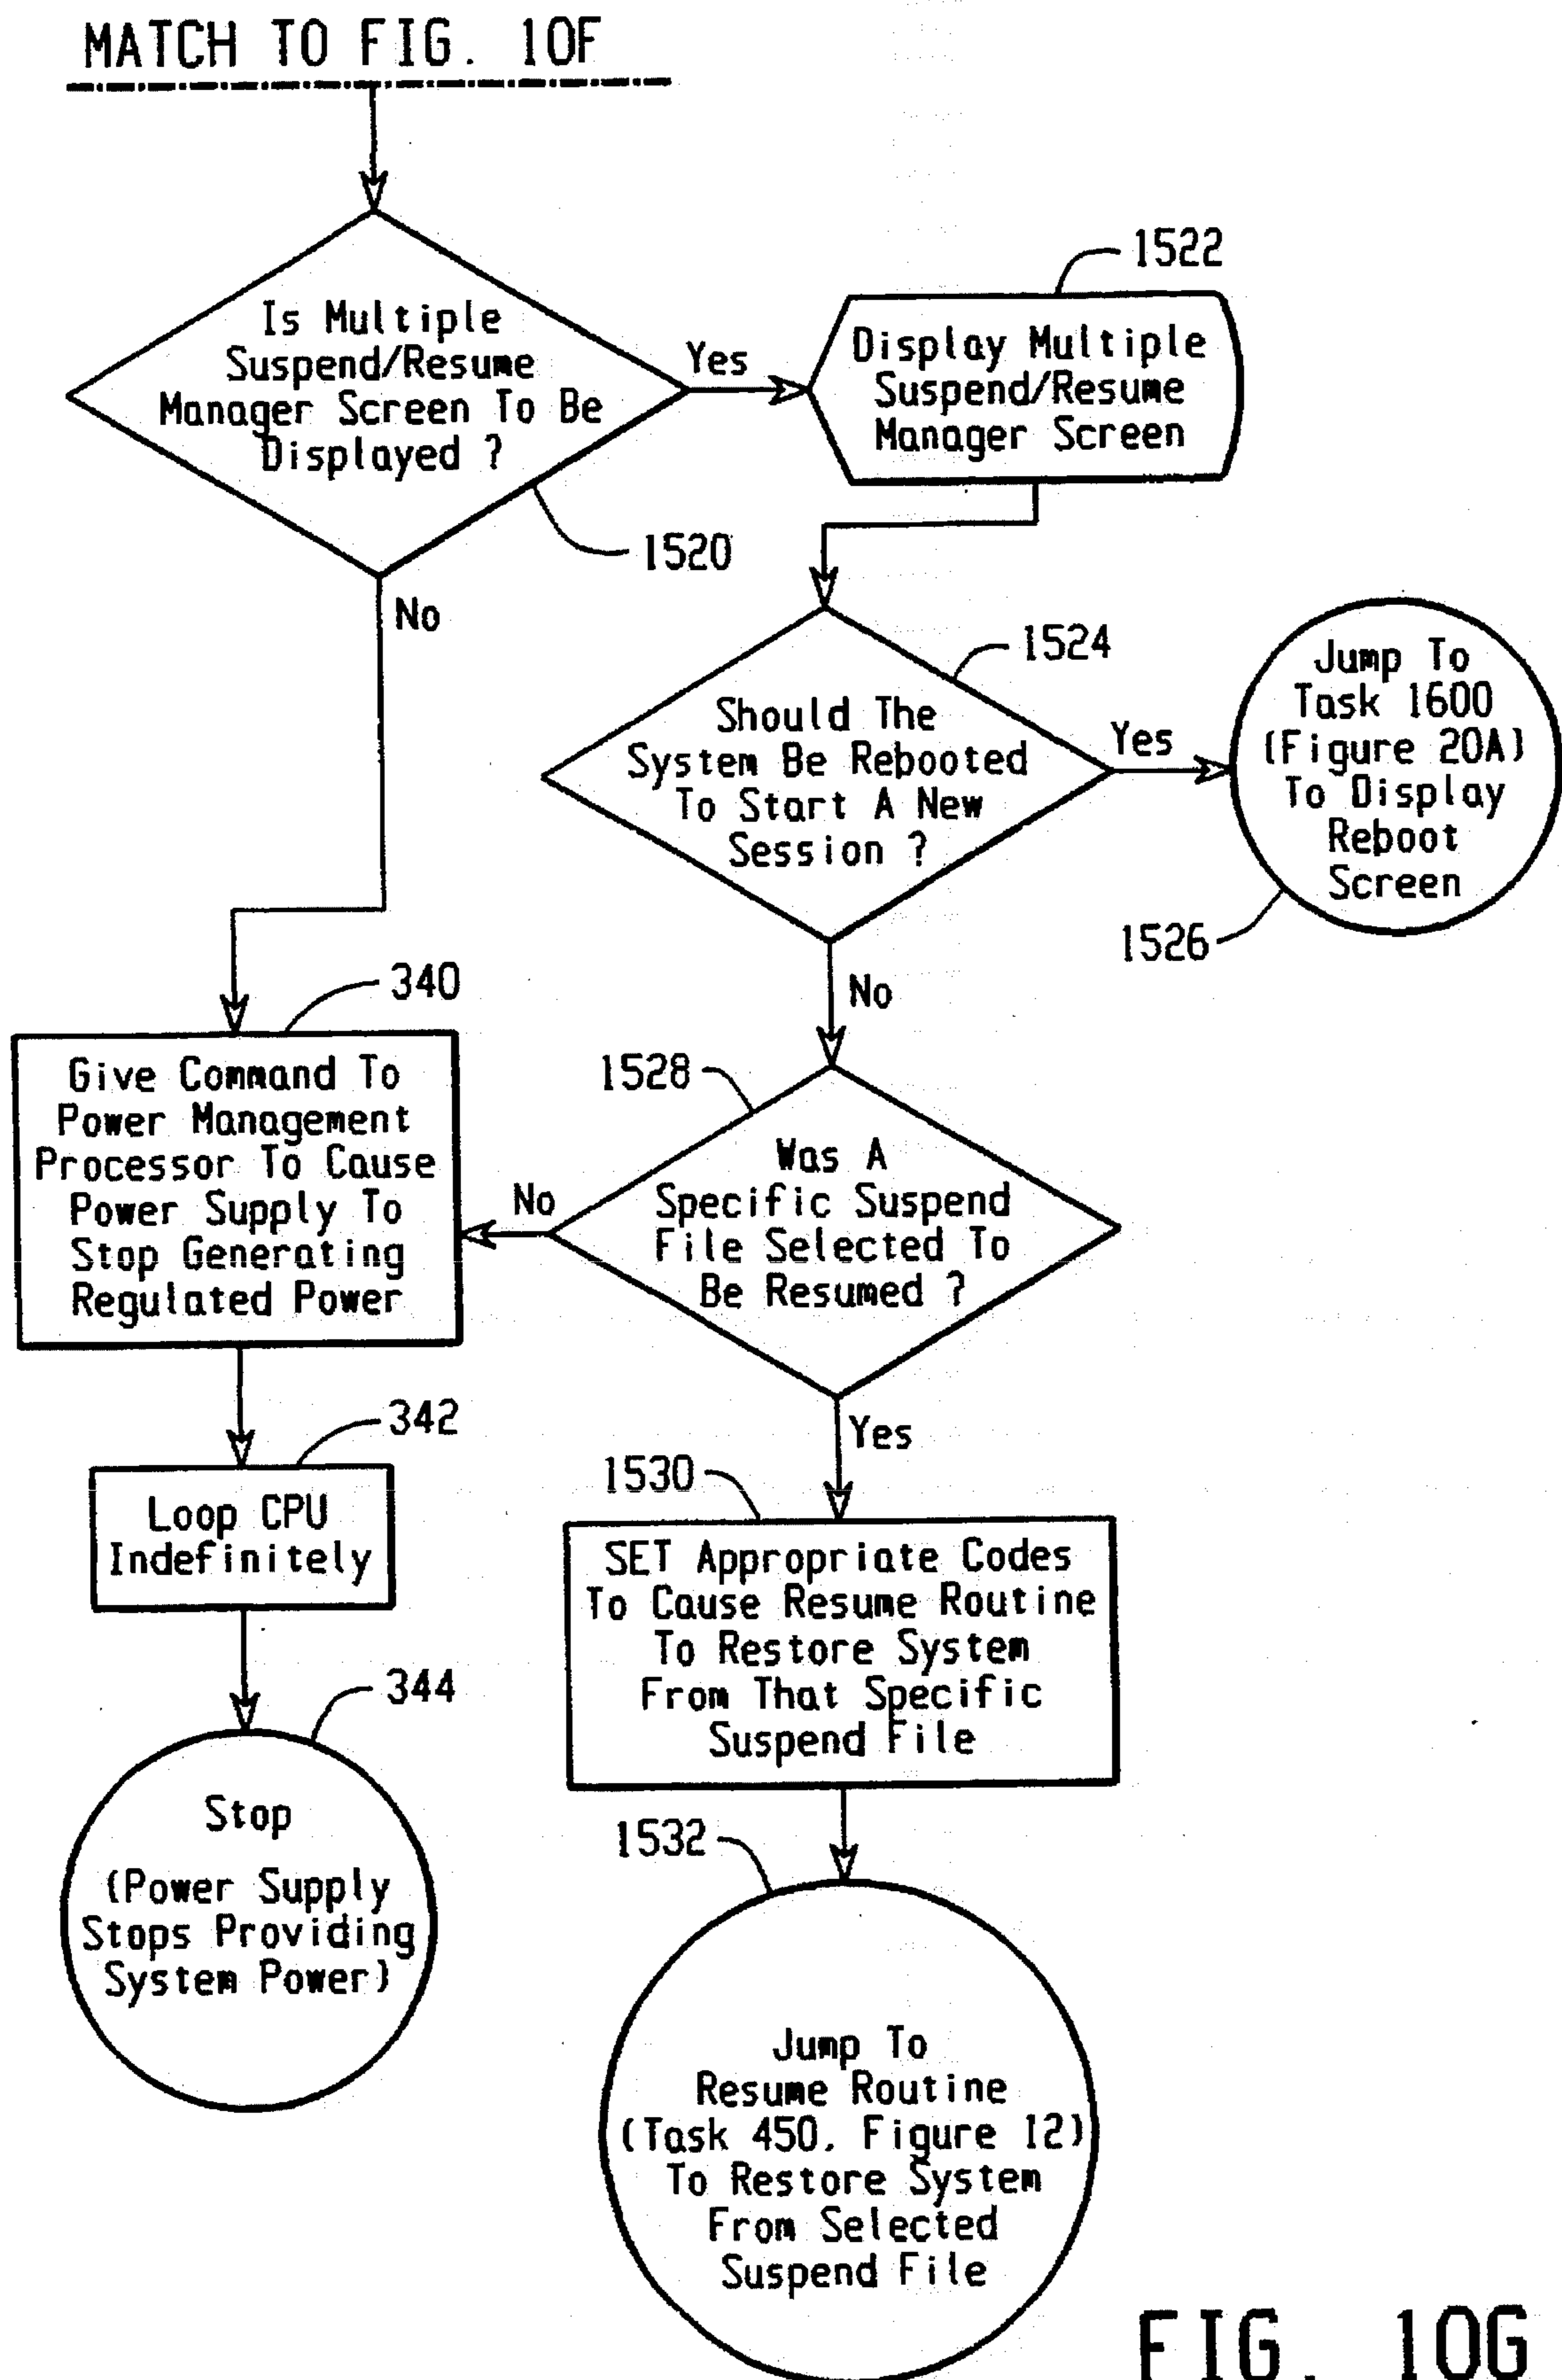 MATCH TO FIG. 10F
Is Multiple
Suspend/Resume
Manager Screen To Be
Displayed ?
1520
Yes
No
1522
Display Multiple
Suspend/Resume
Manager Screen
1524
Should The
System Be Rebooted
To Start A New
Session ?
Yes
No
Jump To
Task 1600
(Figure 20A)
To Display
Reboot
Screen
1526
340
Give Command To
Power Management
Processor To Cause
Power Supply To
Stop Generating
Regulated Power
1528
Was A
Specific Suspend
File Selected To
Be Resumed ?
No
Yes
342
Loop CPU
Indefinitely
1530
SET Appropriate Codes
To Cause Resume Routine
To Restore System
From That Specific
Suspend File
344
Stop
(Power Supply
Stops Providing
System Power)
1532
Jump To
Resume Routine
(Task 450, Figure 12)
To Restore System
From Selected
Suspend File
FIG. 10G